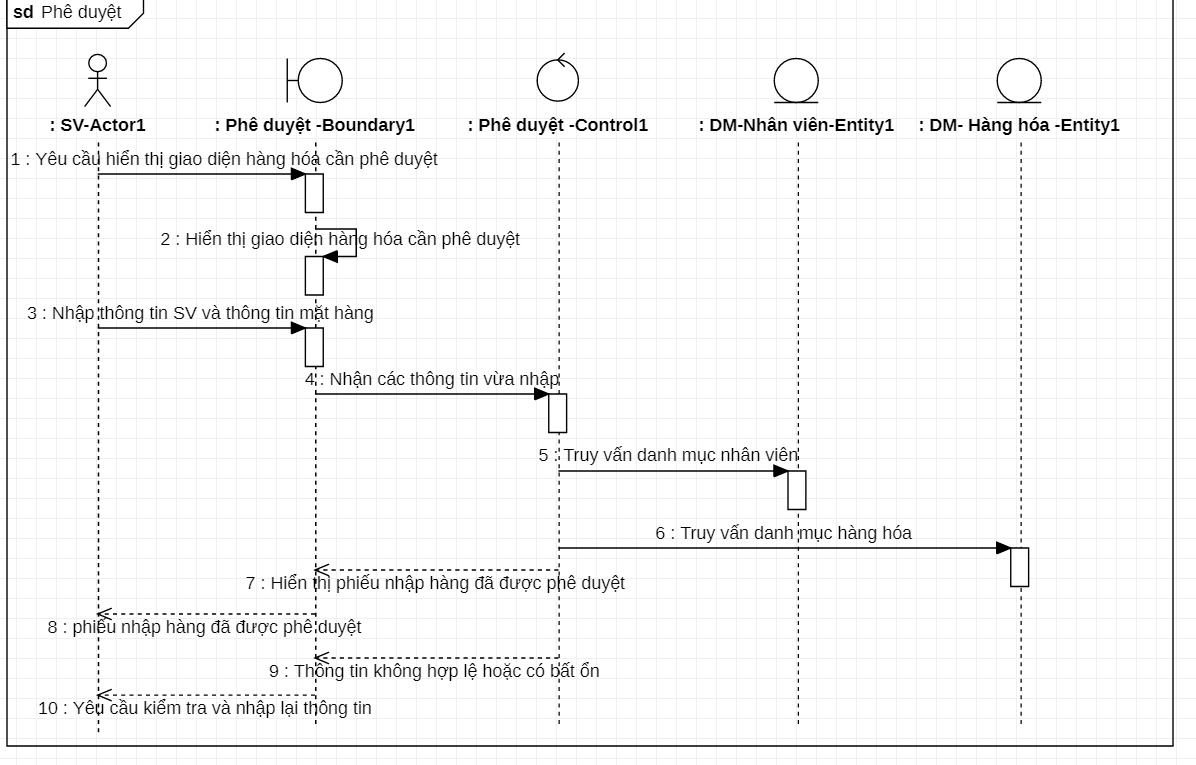 sd Phê duyệt
: SV-Actor1
: Phê duyệt -Boundary1
: Phê duyệt -Control1
: DM-Nhân viên-Entity1
: DM- Hàng hóa -Entity1
1 : Yêu cầu hiển thị giao diện hàng hóa cần phê duyệt
2 : Hiển thị giao diện hàng hóa cần phê duyệt
3 : Nhập thông tin SV và thông tin mặt hàng
4 : Nhận các thông tin vừa nhập
5 : Truy vấn danh mục nhân viên
6 : Truy vấn danh mục hàng hóa
7 : Hiển thị phiếu nhập hàng đã được phê duyệt
8 : phiếu nhập hàng đã được phê duyệt
9 : Thông tin không hợp lệ hoặc có bất ổn
10 : Yêu cầu kiểm tra và nhập lại thông tin